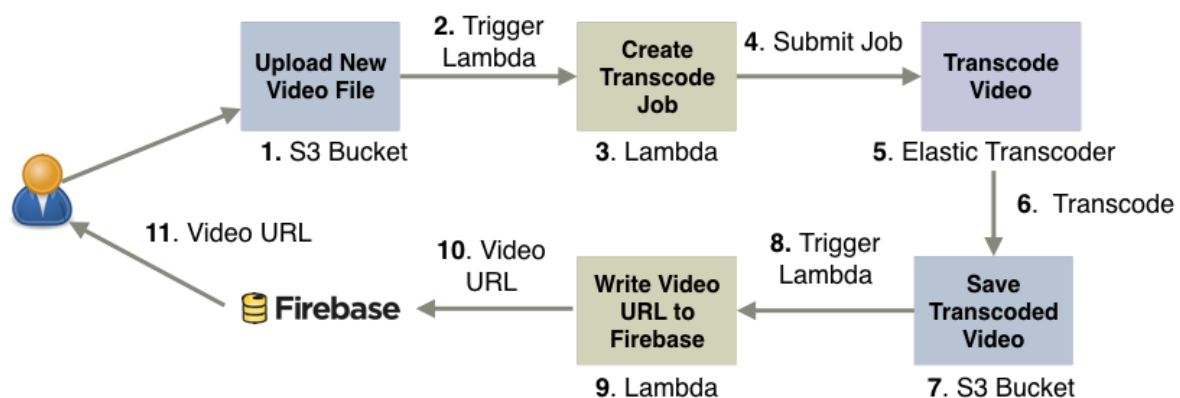 Upload New
Video File
1. S3 Bucket
2. Trigger
Lambda
Create
Transcode
Job
3. Lambda
4. Submit Job
Transcode
Video
5. Elastic Transcoder
6. Transcode
Save
Transcoded
Video
7. S3 Bucket
8. Trigger
Lambda
Write Video
URL to
Firebase
9. Lambda
10. Video
URL
Firebase
11. Video URL